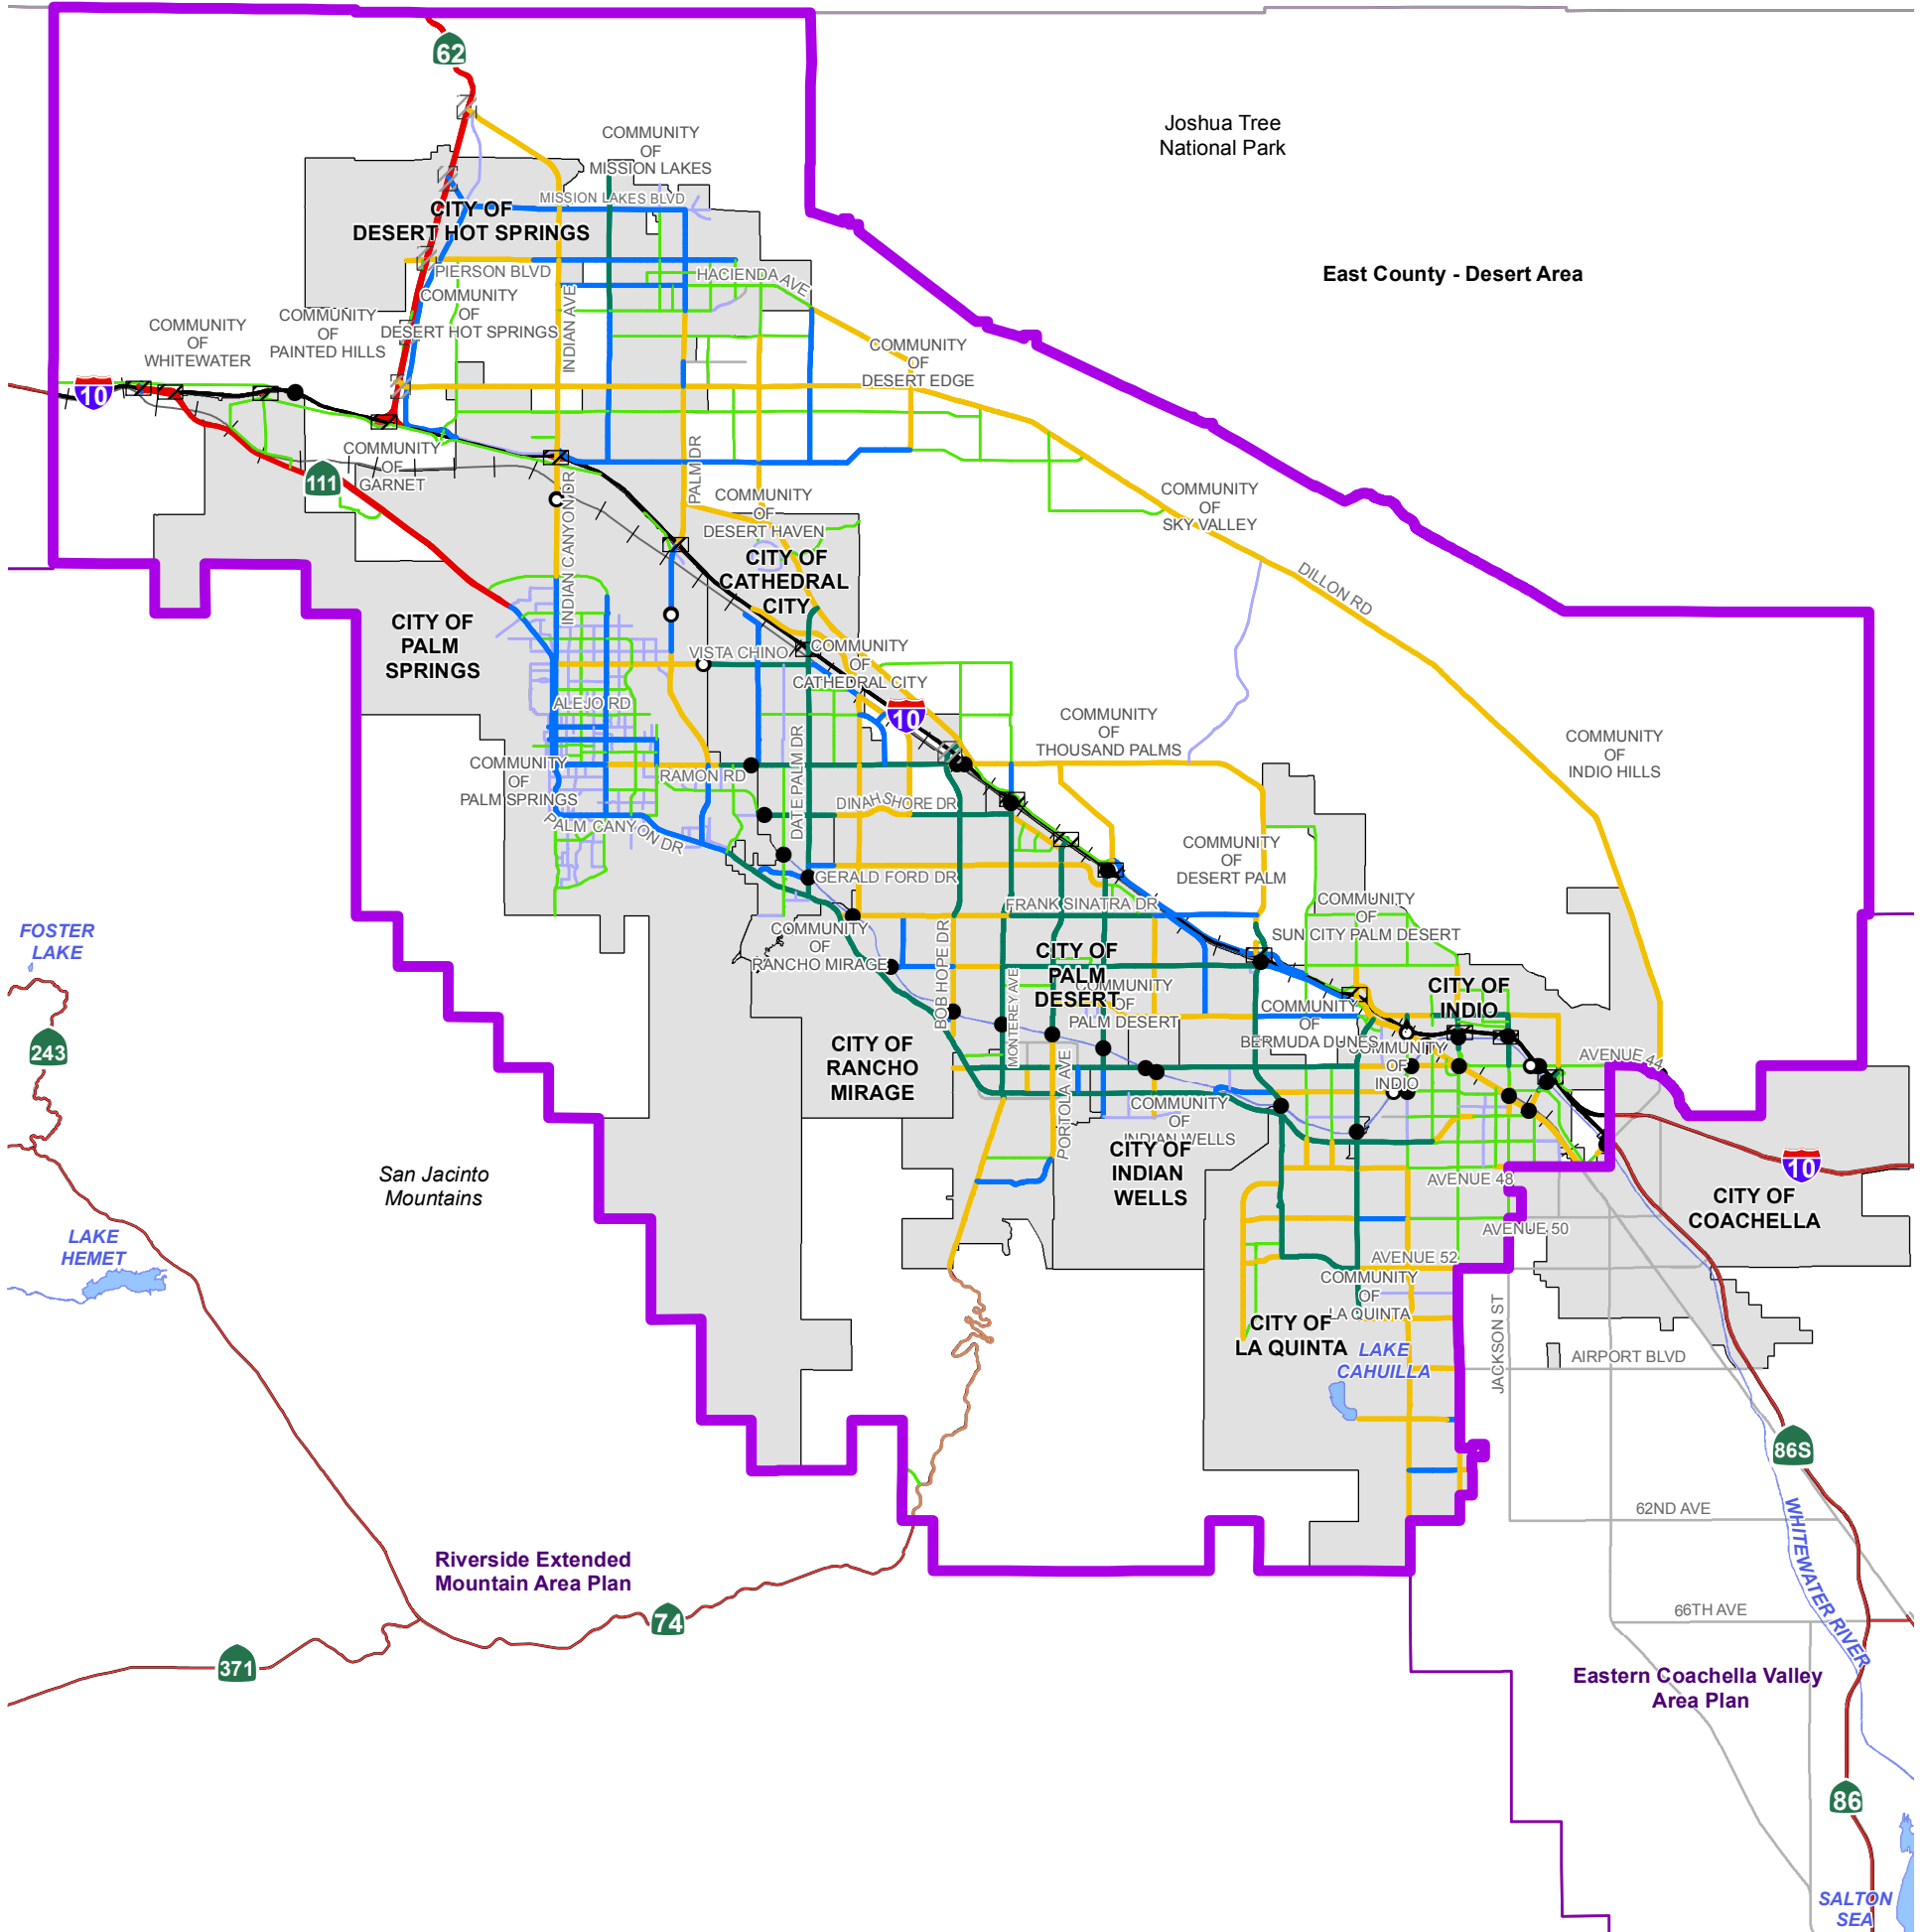 62
Joshua Tree
National Park
COMMUNITY
OF
MISSION LAKES
MISSION LAKES BLVD
CITY OF
DESERT HOT SPRINGS
East County - Desert Area
PIERSON BLVD
HACIENDA AVE
COMMUNITY
OF
DESERT HOT SPRINGS
INDIAN AVE
COMMUNITY
OF
PAINTED HILLS
COMMUNITY
OF
WHITEWATER
COMMUNITY
OF
DESERT EDGE
10
COMMUNITY
OF
GARNET
111
PALM DR
INDIAN CANYON DR
COMMUNITY
OF
DESERT HAVEN
COMMUNITY
OF
SKY VALLEY
CITY OF
CATHEDRAL
CITY
DILLON RD
CITY OF
PALM
SPRINGS
VISTA CHINO
COMMUNITY
OF
CATHEDRAL CITY
ALEJO RD
10
COMMUNITY
OF
THOUSAND PALMS
COMMUNITY
OF
INDIO HILLS
COMMUNITY
OF
PALM SPRINGS
RAMON RD
DATE PALM DR
DINAH SHORE DR
PALM CANYON DR
COMMUNITY
OF
DESERT PALM
GERALD FORD DR
FRANK SINATRA DR
COMMUNITY
OF
SUN CITY PALM DESERT
FOSTER
LAKE
COMMUNITY
OF
RANCHO MIRAGE
BOB HOPE DR
MONTEREY AVE
CITY OF
PALM
DESERT
COMMUNITY
OF
PALM DESERT
CITY OF
INDIO
COMMUNITY
OF
BERMUDA DUNES
COMMUNITY
OF
INDIO
243
CITY OF
RANCHO
MIRAGE
PORTOLA AVE
AVENUE 44
COMMUNITY
OF
INDIAN WELLS
CITY OF
INDIAN
WELLS
San Jacinto
Mountains
10
AVENUE 48
CITY OF
COACHELLA
AVENUE 50
LAKE
HEMET
AVENUE 52
COMMUNITY
OF
LA QUINTA
CITY OF
LA QUINTA
LAKE
CAHUILLA
JACKSON ST
AIRPORT BLVD
86S
62ND AVE
WHITEWATER RIVER
Riverside Extended
Mountain Area Plan
74
66TH AVE
371
Eastern Coachella Valley
Area Plan
86
SALTON
SEA